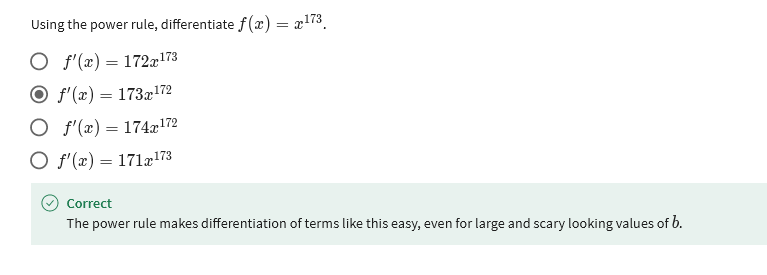 Using the power rule, differentiate f(x) = x^173.
f′(x) = 172x^173
f′(x) = 173x^172
f′(x) = 174x^172
f′(x) = 171x^173
Correct
The power rule makes differentiation of terms like this easy, even for large and scary looking values of b.